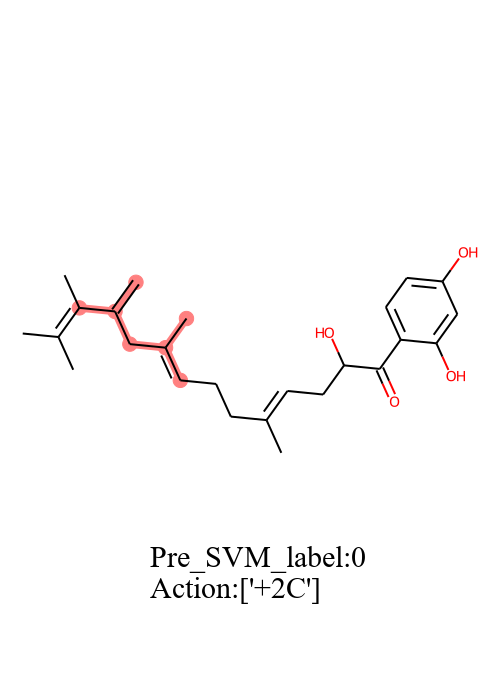 OH
HO
OH
O
Pre_SVM_label:0
Action:['+2C']